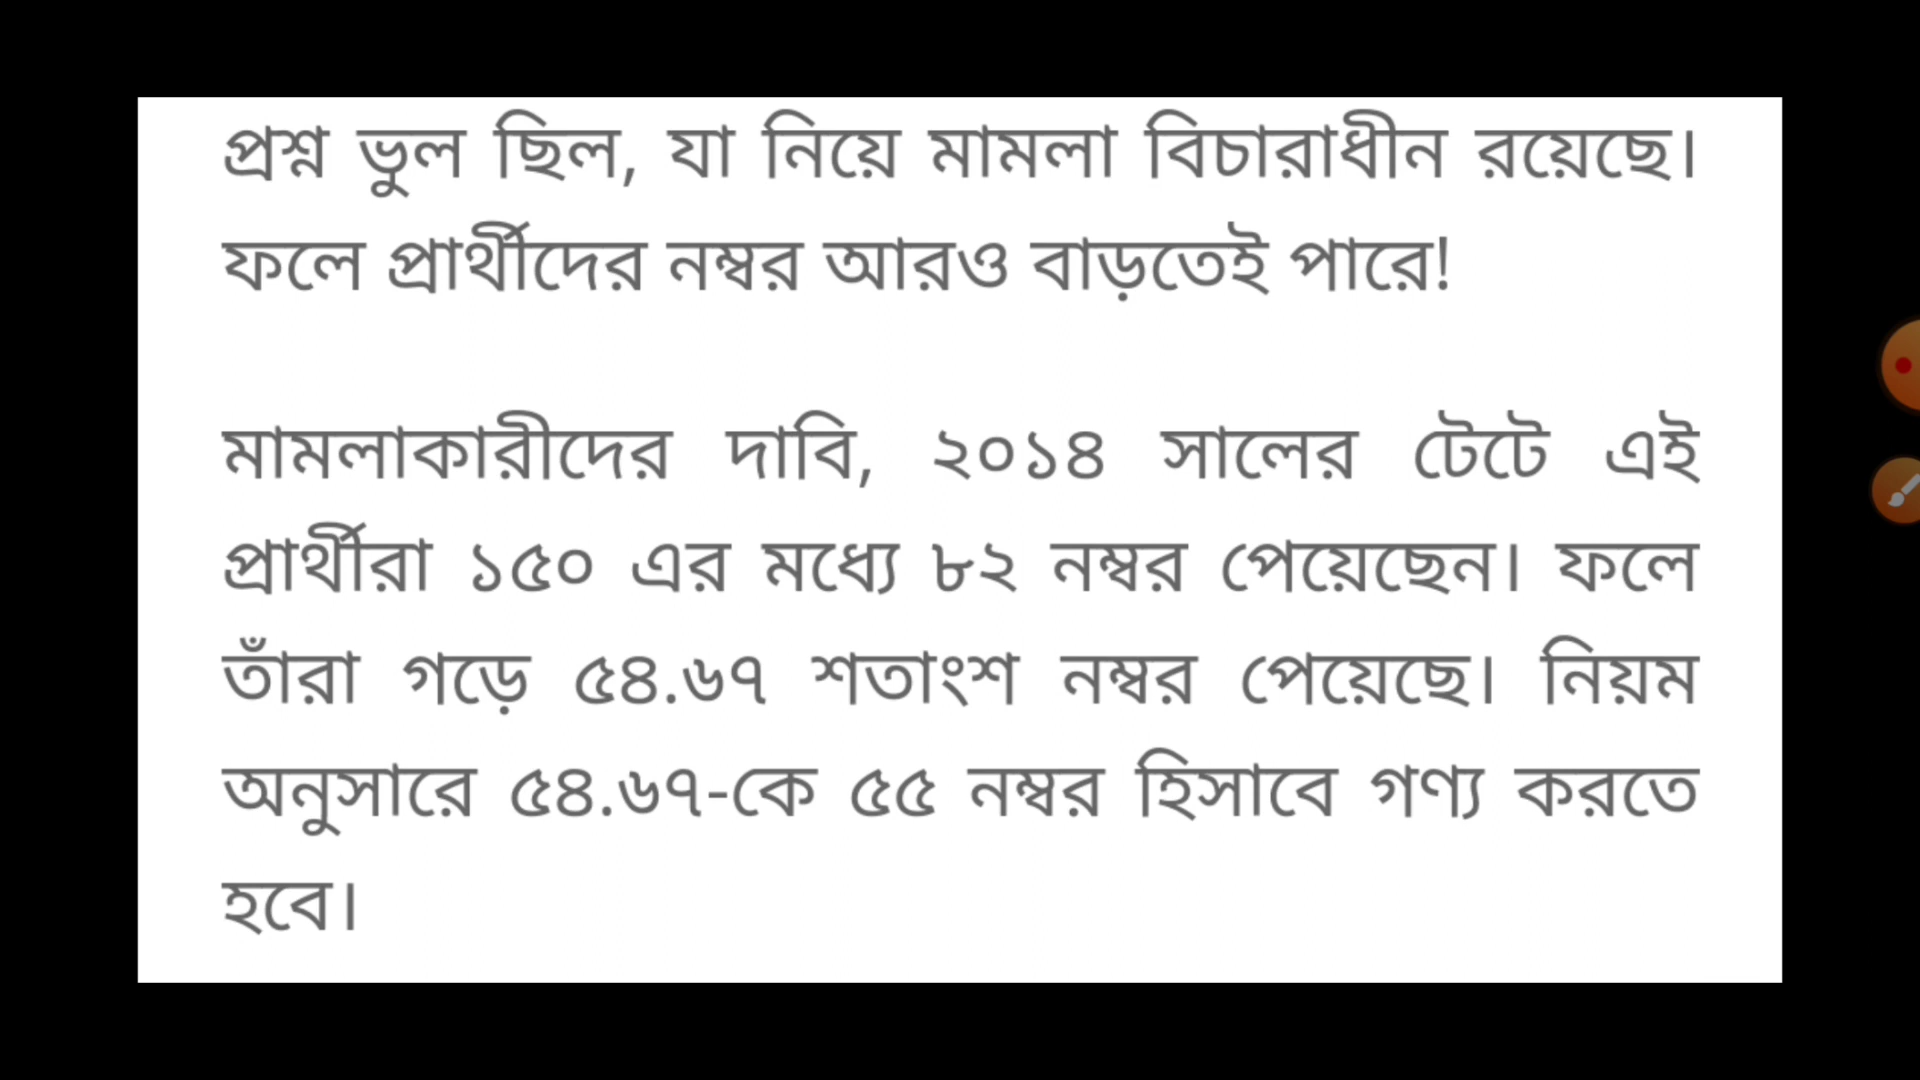 প্রশ্ন ভুল ছিল, যা নিয়ে মামলা বিচারাধীন রয়েছে।
ফলে প্রার্থীদের নম্বর আরও বাড়তেই পারে!
মামলাকারীদের দাবি, ২০১৪ সালের টেটে এই
প্রার্থীরা ১৫০ এর মধ্যে ৮২ নম্বর পেয়েছেন। ফলে
তাঁরা গড়ে ৫৪.৬৭ শতাংশ নম্বর পেয়েছে। নিয়ম
অনুসারে ৫৪.৬৭-কে ৫৫ নম্বর হিসাবে গণ্য করতে
হবে।